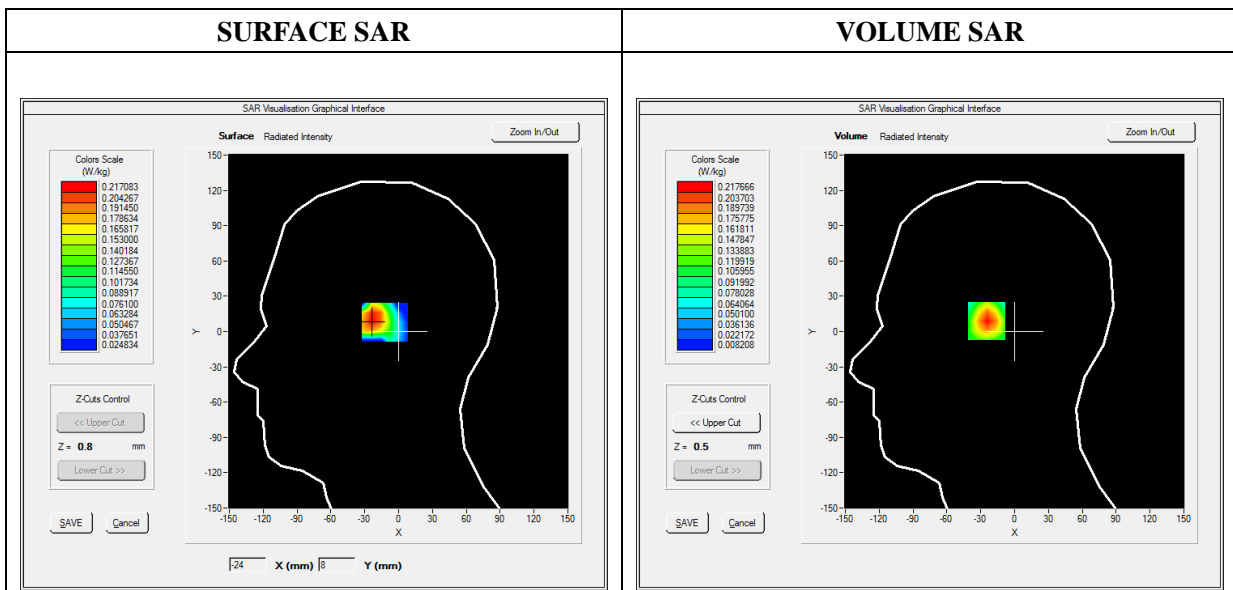 SURFACE SAR
VOLUME SAR
SAR Visualisation Graphical Interface
Surface Radiated Intensity
Zoom In/Out
Colors Scale
(W/kg)
0.217083
0.204267
0.191450
0.178634
0.165817
0.153000
0.140184
0.127367
0.114550
0.101734
0.088917
0.076100
0.063284
0.050467
0.037651
0.024834
Z-Cuts Control
<< Upper Cut
Z = 0.8 mm
Lower Cut >>
SAVE Cancel
150
120
90
60
30
0
-30
-60
-90
-120
-150
Y
-150 -120 -90 -60 -30 0 30 60 90 120 150
X
-24 X (mm) 8 Y (mm)
SAR Visualisation Graphical Interface
Volume Radiated Intensity
Zoom In/Out
Colors Scale
(W/kg)
0.217666
0.203703
0.189739
0.175775
0.161811
0.147847
0.133883
0.119919
0.105955
0.091992
0.078028
0.064064
0.050100
0.036136
0.022172
0.008208
Z-Cuts Control
<< Upper Cut
Z = 0.5 mm
Lower Cut >>
SAVE Cancel
150
120
90
60
30
0
-30
-60
-90
-120
-150
Y
-150 -120 -90 -60 -30 0 30 60 90 120 150
X